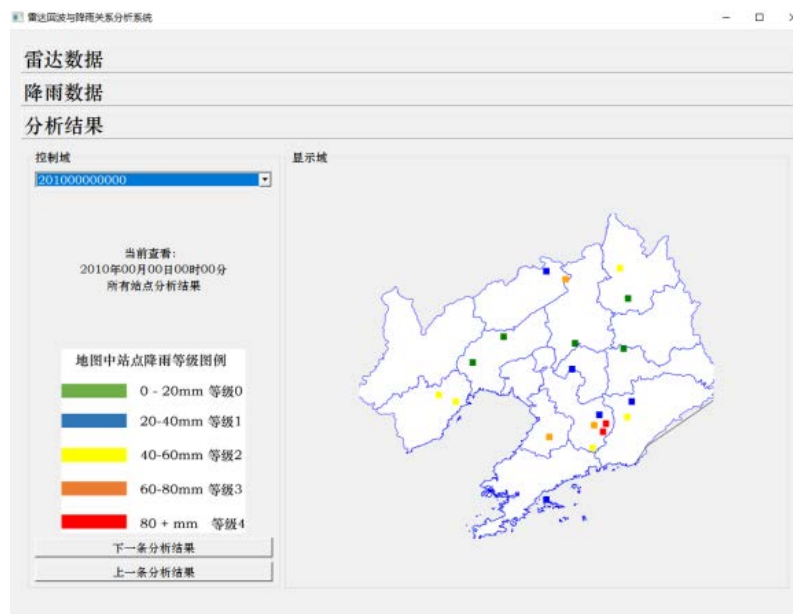 雷达回波与降雨关系分析系统
雷达数据
降雨数据
分析结果
控制域
201000000000
当前查看:
2010年00月00日00时00分
所有站点分析结果
地图中站点降雨等级图例
0 - 20mm 等级0
20-40mm 等级1
40-60mm 等级2
60-80mm 等级3
80 + mm 等级4
下一条分析结果
上一条分析结果
显示域